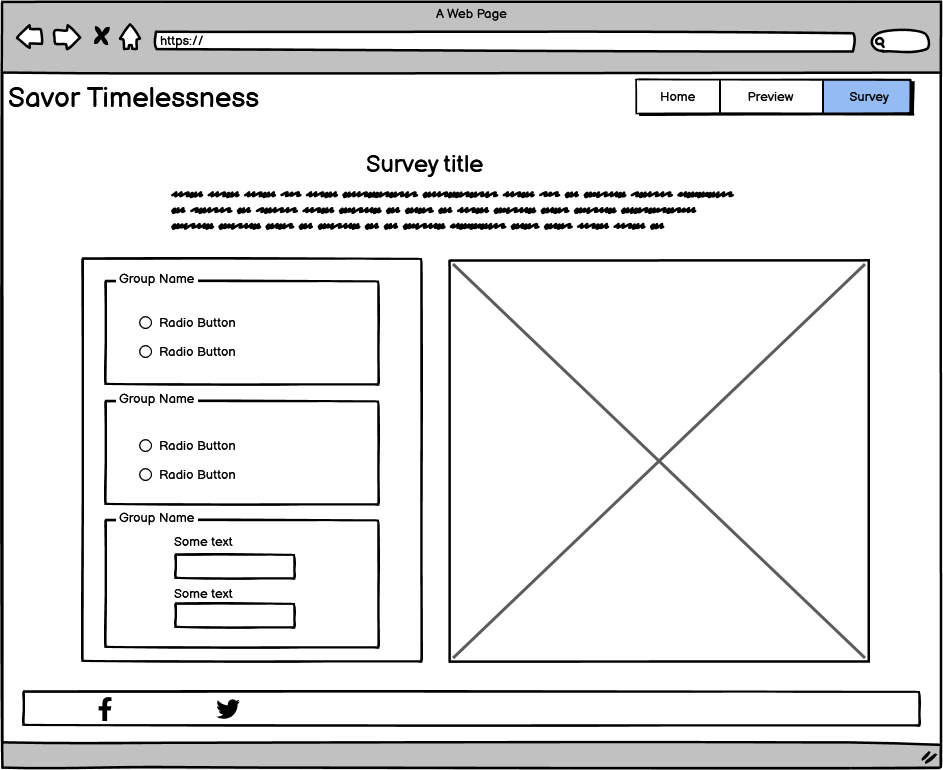 A Web Page
https://
Savor Timelessness
Home Preview Survey
Survey title
Group Name
Radio Button
Radio Button
Group Name
Radio Button
Radio Button
Group Name
Some text
Some text